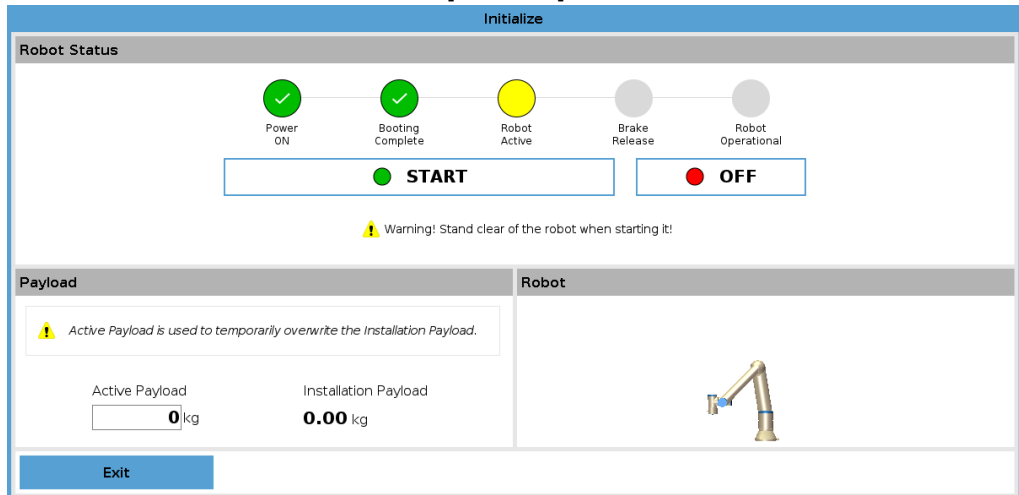 Initialize
Robot Status
Power ON
Booting Complete
Robot Active
Brake Release
Robot Operational
START
OFF
Warning! Stand clear of the robot when starting it!
Payload
Robot
Active Payload is used to temporarily overwrite the Installation Payload.
Active Payload
Installation Payload
0 kg
0.00 kg
Exit